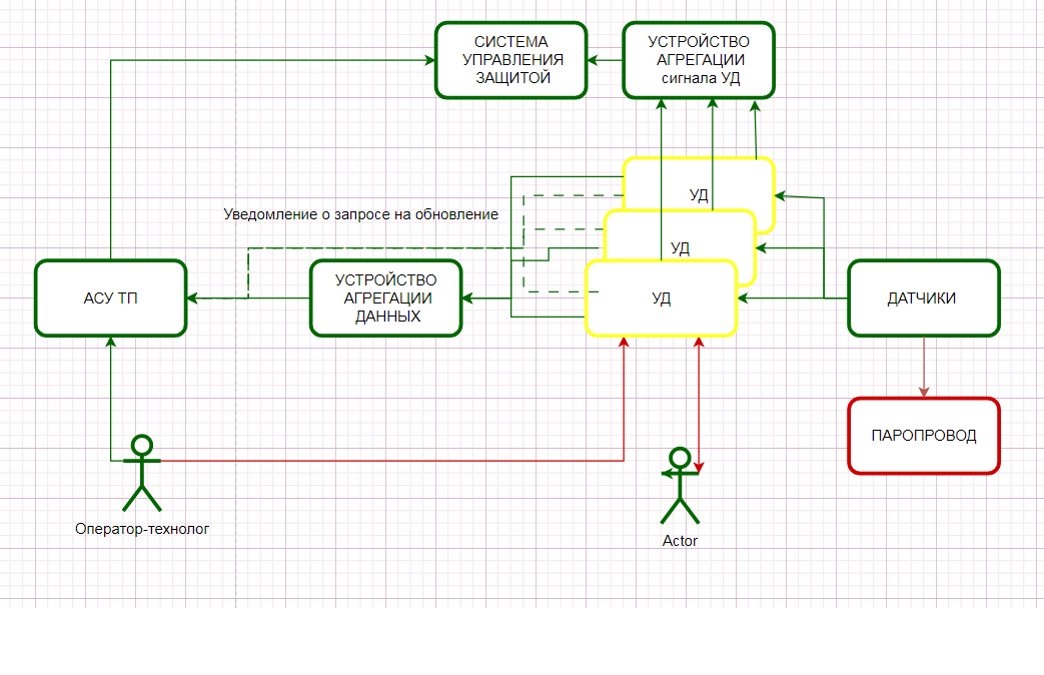 СИСТЕМА
УПРАВЛЕНИЯ
ЗАЩИТОЙ
УСТРОЙСТВО
АГРЕГАЦИИ
сигнала УД
УД
Уведомление о запросе на обновление
УД
АСУ ТП
УСТРОЙСТВО
АГРЕГАЦИИ
ДАННЫХ
УД
ДАТЧИКИ
ПАРОПРОВОД
Оператор-технолог
Actor